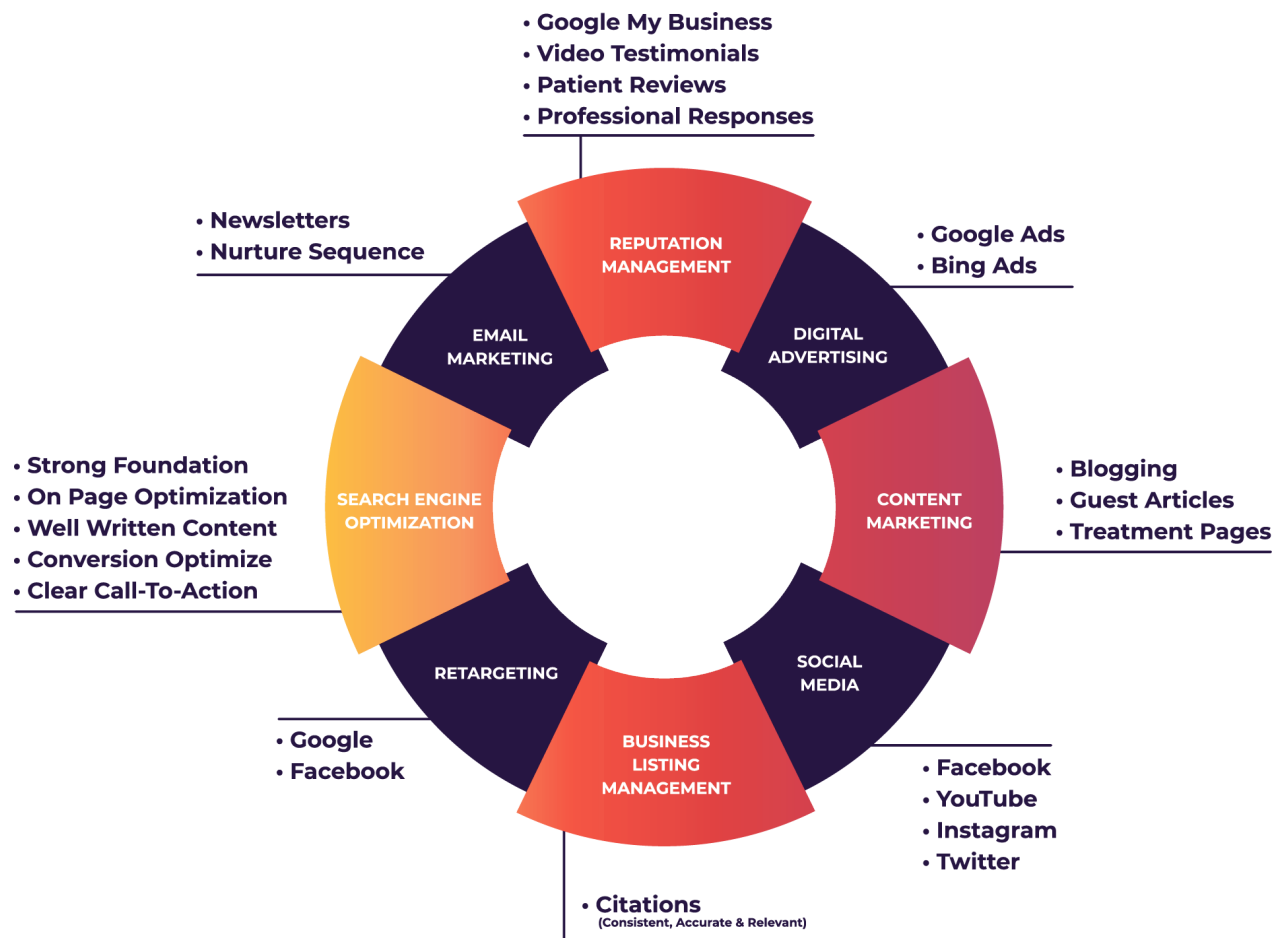 • Google My Business
• Video Testimonials
• Patient Reviews
• Professional Responses
• Newsletters
• Nurture Sequence
• Google Ads
• Bing Ads
REPUTATION
MANAGEMENT
EMAIL
MARKETING
DIGITAL
ADVERTISING
• Strong Foundation
• On Page Optimization
• Well Written Content
• Conversion Optimize
• Clear Call-To-Action
SEARCH ENGINE
OPTIMIZATION
CONTENT
MARKETING
• Blogging
• Guest Articles
• Treatment Pages
RETARGETING
SOCIAL
MEDIA
• Google
• Facebook
BUSINESS
LISTING
MANAGEMENT
• Facebook
• YouTube
• Instagram
• Twitter
• Citations
(Consistent, Accurate & Relevant)